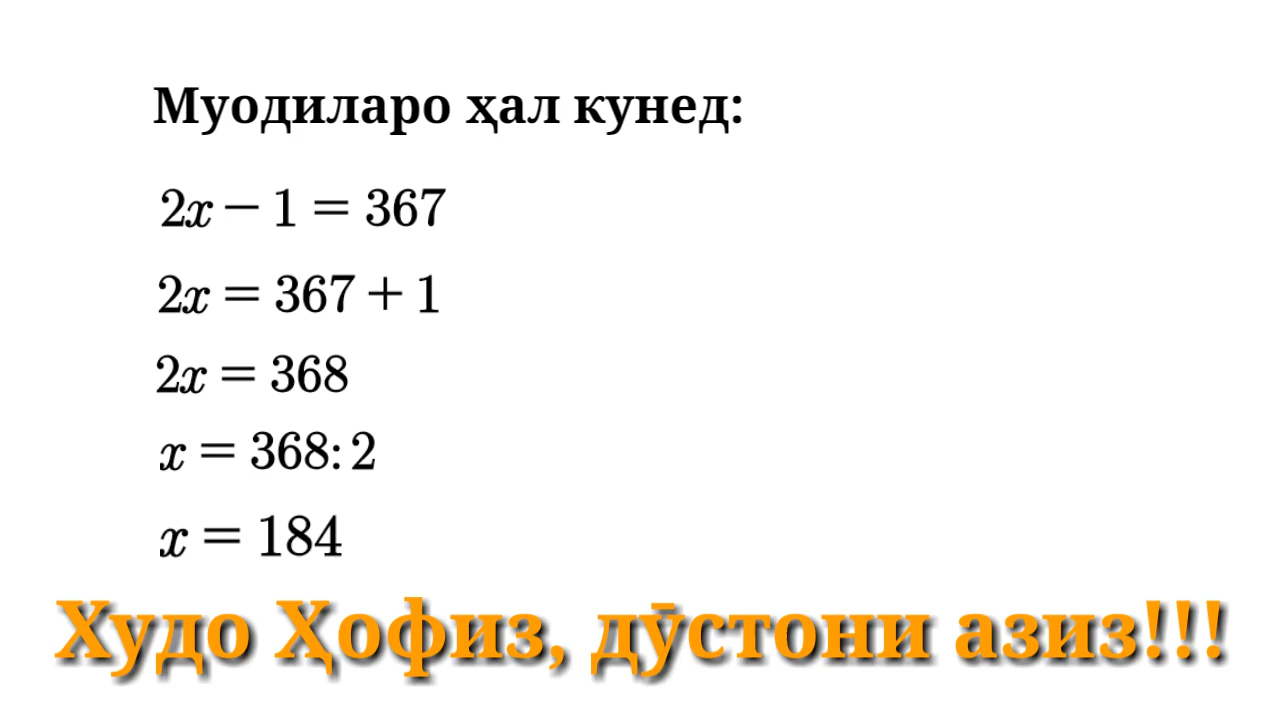 Муодиларо ҳал кунед:
2x − 1 = 367
2x = 367 + 1
2x = 368
x = 368:2
x = 184
Худо Ҳофиз, дӯстони азиз!!!